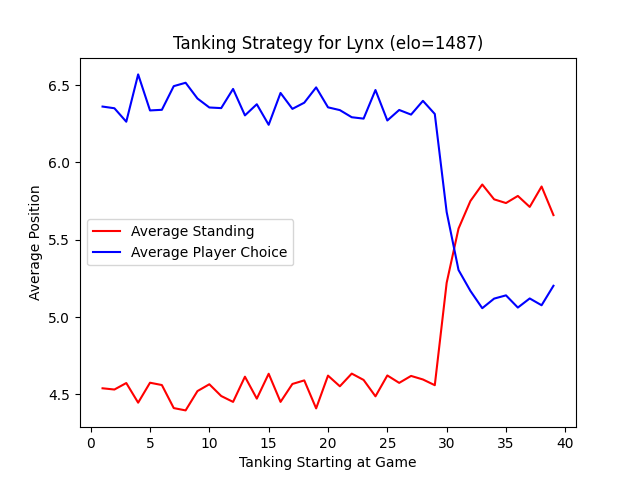 Tanking Strategy for Lynx (elo=1487)
6.5
6.0
5.5
5.0
4.5
Average Position
Average Standing
Average Player Choice
0 5 10 15 20 25 30 35 40
Tanking Starting at Game